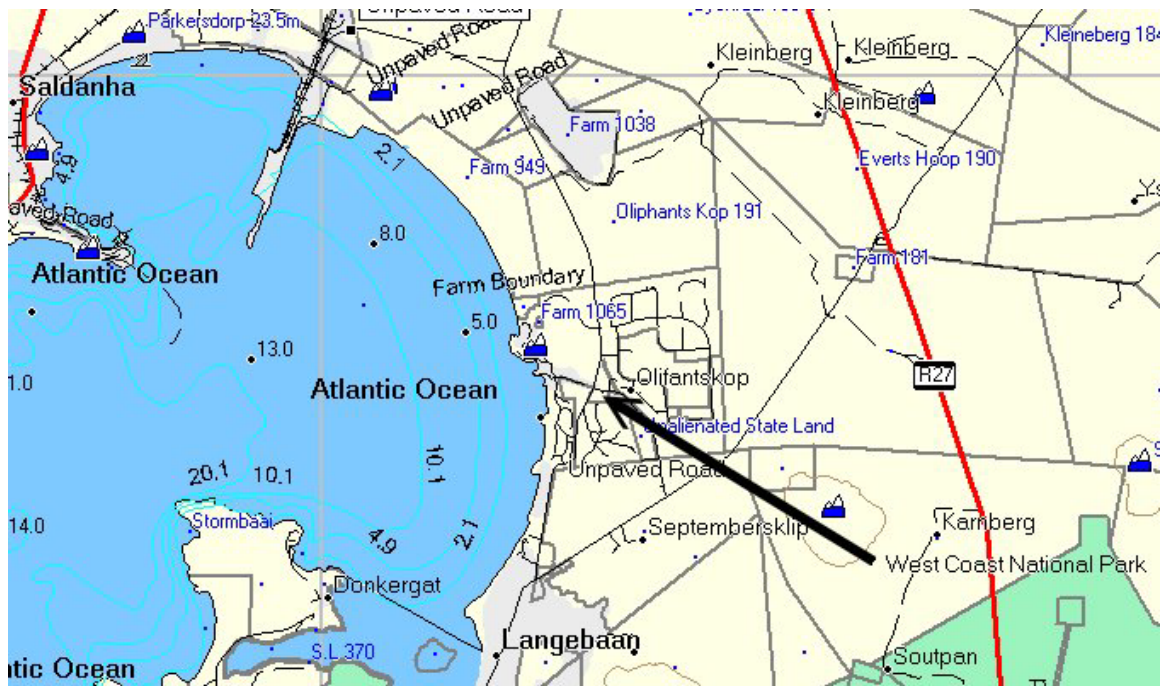 Parkersdorp 23.5m
Unpaved Road
Kleineberg 184
Kleinberg
Kleinberg
Unpaved Road
Saldanha
Unpaved Road
Kleinberg
Farm 1038
2.1
4.9
Farm 949
Everts Hoop 190
Ys
paved Road
Oliphants Kop 191
8.0
Farm 181
Atlantic Ocean
Farm Boundary
Farm 1065
5.0
13.0
1.0
Atlantic Ocean
Olifantskop
R27
Unalienated State Land
20.1
10.1
10.1
Unpaved Road
S
14.0
Stormbaai
4.9
2.1
Septembersklip
Kamberg
West Coast National Park
Donkergat
Langebaan
S.L 370
Soutpan
ntic Ocean